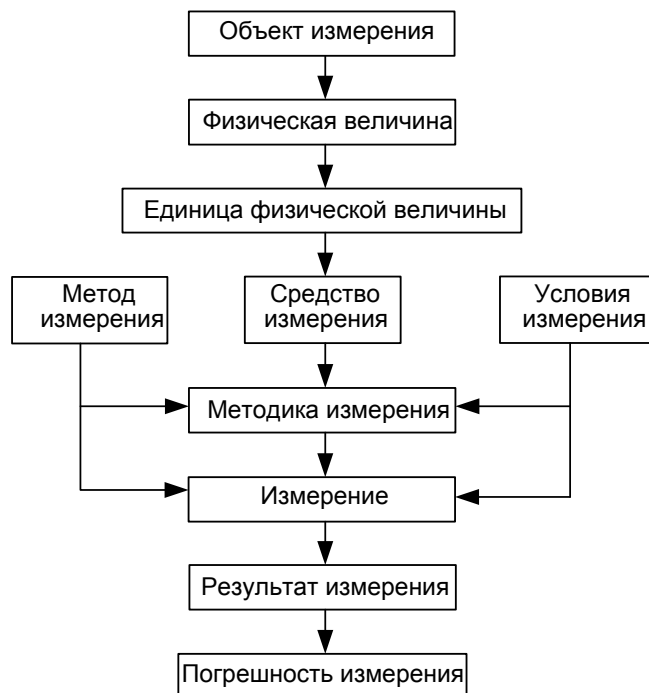 Объект измерения
Физическая величина
Единица физической величины
Метод
измерения
Средство
измерения
Условия
измерения
Методика измерения
Измерение
Результат измерения
Погрешность измерения